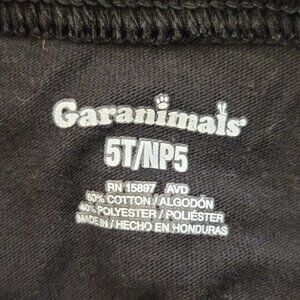 Garanimals®
5T/NP5
RN 15897 AVD
60% COTTON / ALGODÓN
40% POLYESTER / POLIÉSTER
MADE IN / HECHO EN HONDURAS